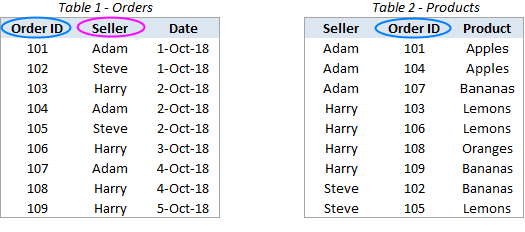 Table 1 - Orders Table 2 - Products
Order ID Seller Date Seller Order ID Product
101 Adam 1-Oct-18 Adam 101 Apples
102 Steve 1-Oct-18 Adam 104 Apples
103 Harry 2-Oct-18 Adam 107 Bananas
104 Adam 2-Oct-18 Harry 103 Lemons
105 Steve 2-Oct-18 Harry 106 Lemons
106 Harry 3-Oct-18 Harry 108 Oranges
107 Adam 4-Oct-18 Harry 109 Bananas
108 Harry 4-Oct-18 Steve 102 Bananas
109 Harry 5-Oct-18 Steve 105 Lemons